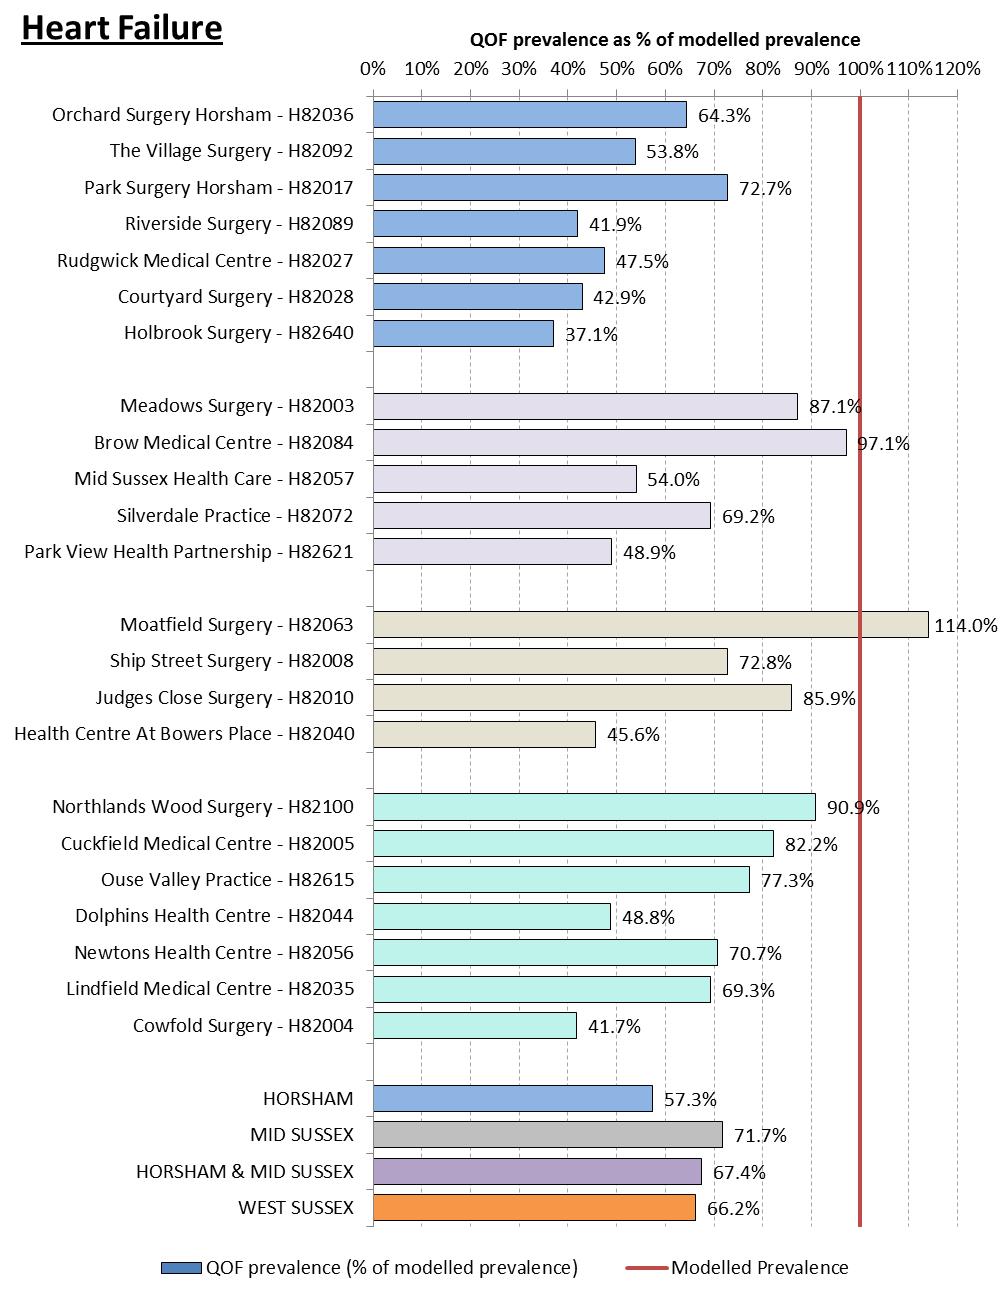 Heart Failure
QOF prevalence as % of modelled prevalence
0% 10% 20% 30% 40% 50% 60% 70% 80% 90% 100% 110% 120%
Orchard Surgery Horsham - H82036 64.3%
The Village Surgery - H82092 53.8%
Park Surgery Horsham - H82017 72.7%
Riverside Surgery - H82089 41.9%
Rudgwick Medical Centre - H82027 47.5%
Courtyard Surgery - H82028 42.9%
Holbrook Surgery - H82640 37.1%
Meadows Surgery - H82003 87.1%
Brow Medical Centre - H82084 97.1%
Mid Sussex Health Care - H82057 54.0%
Silverdale Practice - H82072 69.2%
Park View Health Partnership - H82621 48.9%
Moatfield Surgery - H82063 114.0%
Ship Street Surgery - H82008 72.8%
Judges Close Surgery - H82010 85.9%
Health Centre At Bowers Place - H82040 45.6%
Northlands Wood Surgery - H82100 90.9%
Cuckfield Medical Centre - H82005 82.2%
Ouse Valley Practice - H82615 77.3%
Dolphins Health Centre - H82044 48.8%
Newtons Health Centre - H82056 70.7%
Lindfield Medical Centre - H82035 69.3%
Cowfold Surgery - H82004 41.7%
HORSHAM 57.3%
MID SUSSEX 71.7%
HORSHAM & MID SUSSEX 67.4%
WEST SUSSEX 66.2%
QOF prevalence (% of modelled prevalence) Modelled Prevalence